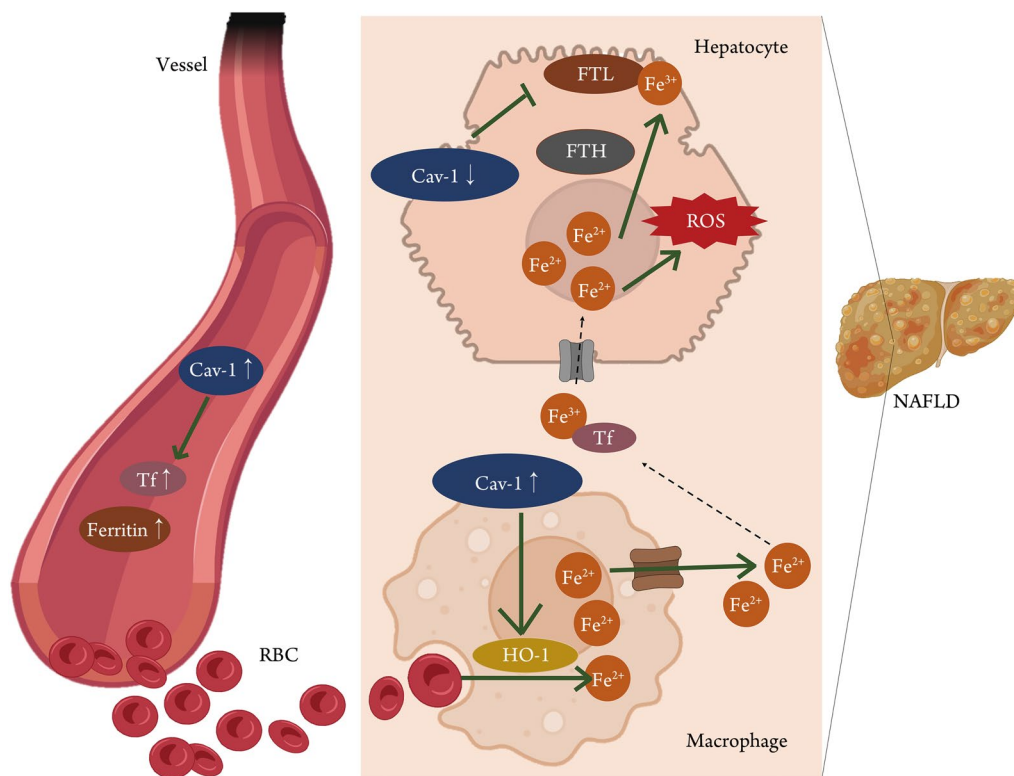 Vessel
Cav-1 ↑
Tf ↑
Ferritin ↑
RBC
Hepatocyte
FTL
Fe³⁺
FTH
Cav-1 ↓
ROS
Fe²⁺
Fe²⁺
Fe²⁺
Fe³⁺
Tf
Cav-1 ↑
Fe²⁺
Fe²⁺
Fe²⁺
Fe²⁺
HO-1
Fe²⁺
Macrophage
NAFLD